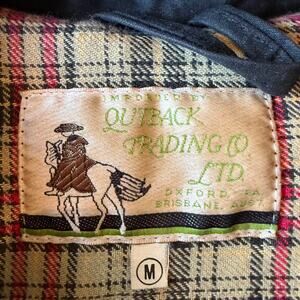 IMPORTED BY
OUTBACK
TRADING CO
LTD.
OXFORD, PA
BRISBANE, AUST.
M